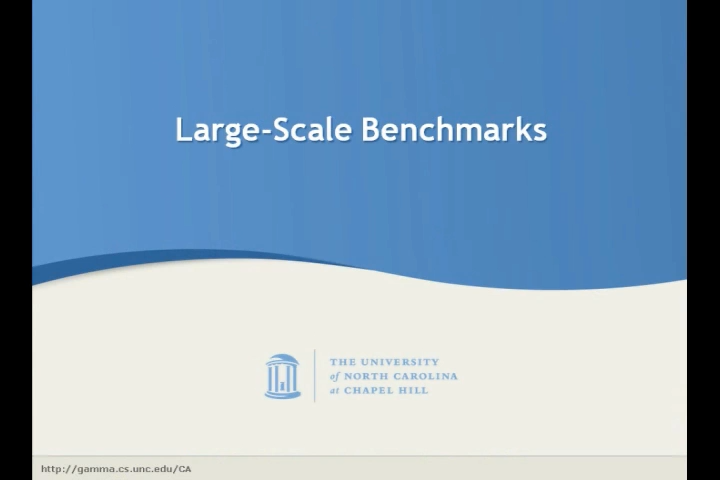 Large-Scale Benchmarks
THE UNIVERSITY
of NORTH CAROLINA
at CHAPEL HILL
http://gamma.cs.unc.edu/CA